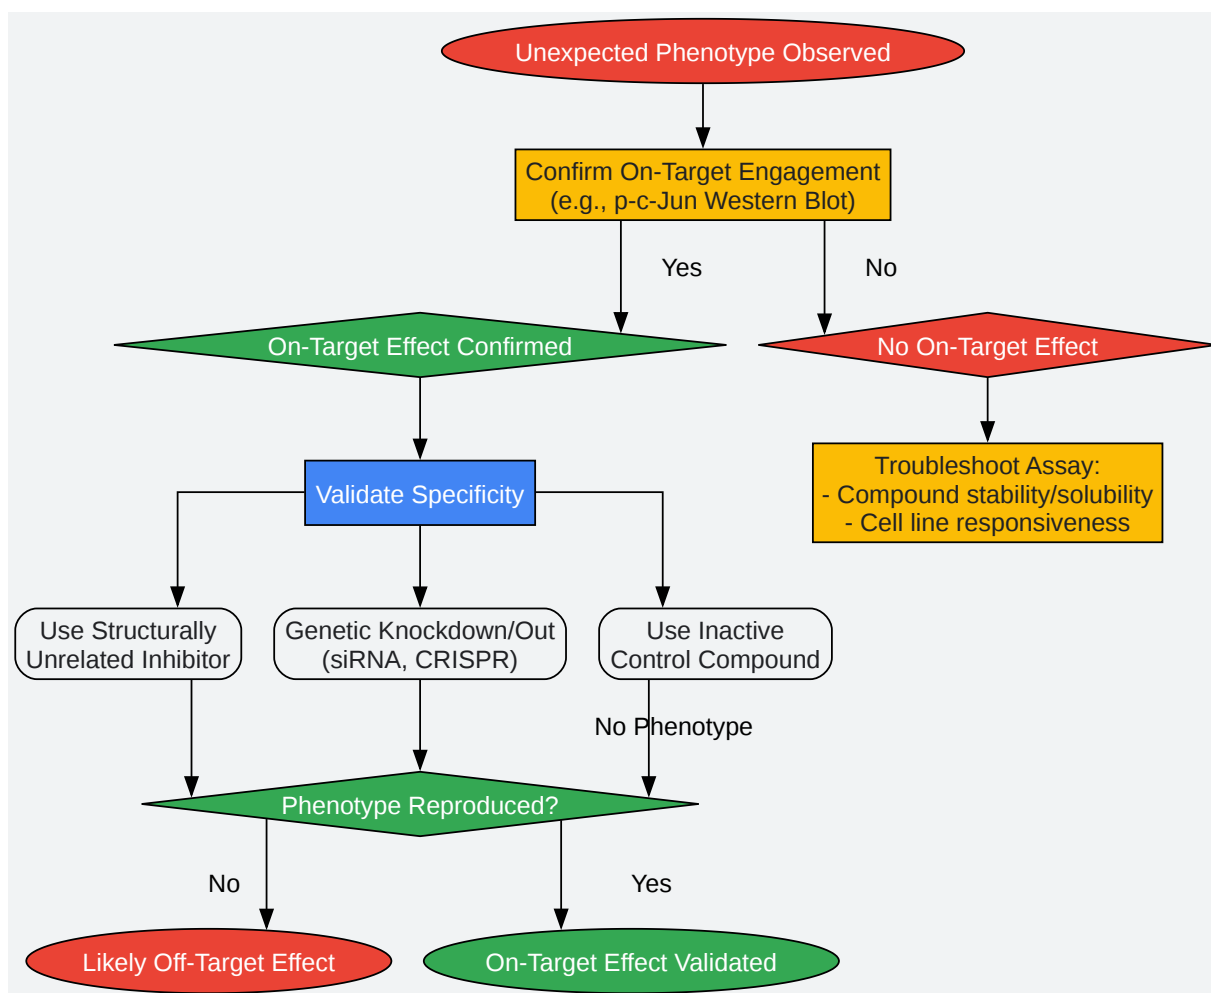 Unexpected Phenotype Observed
Confirm On-Target Engagement
(e.g., p-c-Jun Western Blot)
Yes
No
On-Target Effect Confirmed
No On-Target Effect
Validate Specificity
Troubleshoot Assay:
- Compound stability/solubility
- Cell line responsiveness
Use Structurally
Unrelated Inhibitor
Genetic Knockdown/Out
(siRNA, CRISPR)
Use Inactive
Control Compound
No Phenotype
Phenotype Reproduced?
No
Yes
Likely Off-Target Effect
On-Target Effect Validated